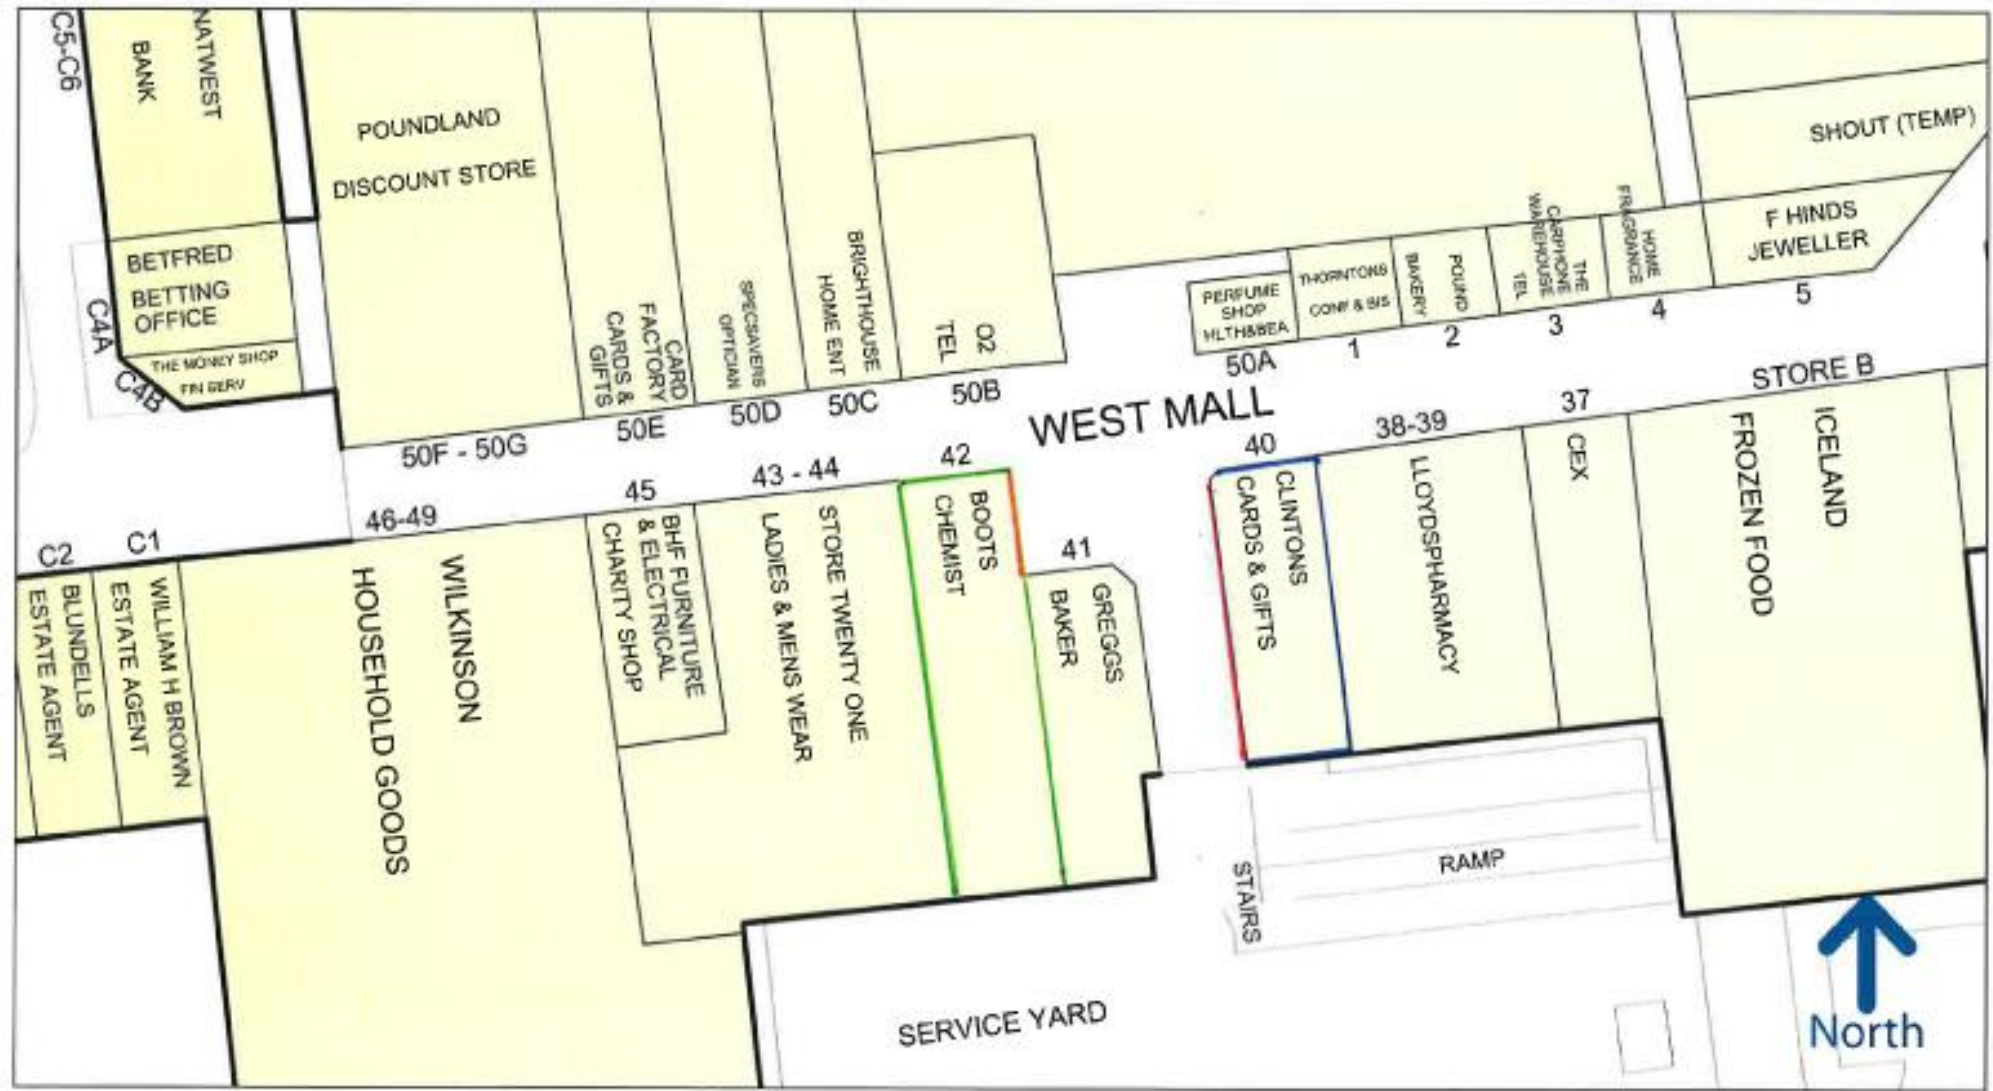 C5-C6
NATWEST
BANK
BETFRED
BETTING
OFFICE
C4A
THE MONEY SHOP
FIN SERV
C4B
POUNDLAND
DISCOUNT STORE
50F - 50G
CARD
FACTORY
CARDS &
GIFTS
50E
SPECSAVERS
OPTICIAN
50D
BRIGHTHOUSE
HOME ENT
50C
O2
TEL
50B
PERFUME
SHOP
HLTH&BEA
50A
THORNTONS
CONF & BIS
1
POUND
BAKERY
2
THE
CARPHONE
WAREHOUSE
TEL
3
HOME
FRAGRANCE
4
F HINDS
JEWELLER
5
SHOUT (TEMP)
WEST MALL
C2
BLUNDELLS
ESTATE AGENT
C1
WILLIAM H BROWN
ESTATE AGENT
46-49
WILKINSON
HOUSEHOLD GOODS
45
BHF FURNITURE
& ELECTRICAL
CHARITY SHOP
43 - 44
STORE TWENTY ONE
LADIES & MENS WEAR
42
BOOTS
CHEMIST
41
GREGGS
BAKER
40
CLINTONS
CARDS & GIFTS
38-39
LLOYDSPHARMACY
37
CEX
STORE B
ICELAND
FROZEN FOOD
RAMP
STAIRS
SERVICE YARD
North